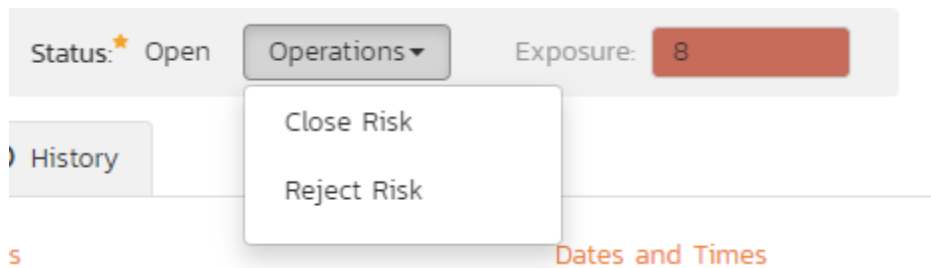 Status: Open Operations Exposure: 8
Close Risk
History
Reject Risk
s Dates and Times